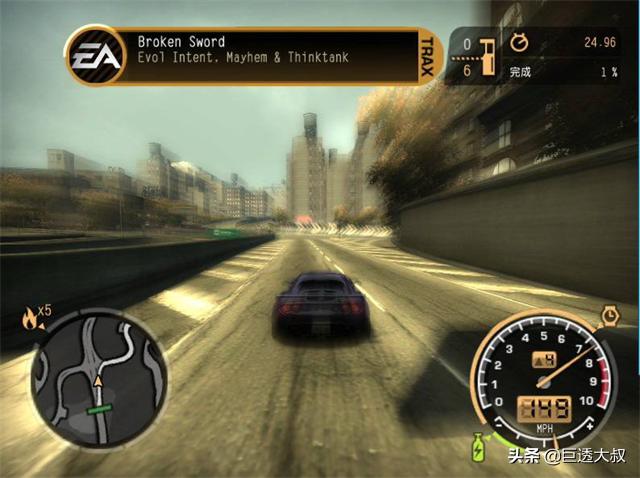 EA
Broken Sword
Evol Intent. Mayhem & Thinktank
TRAX
0
6
24.96
完成
1 %
x5
1
2
3
4
5
6
7
8
9
10
0
4
149
MPH
头条 @巨透大叔